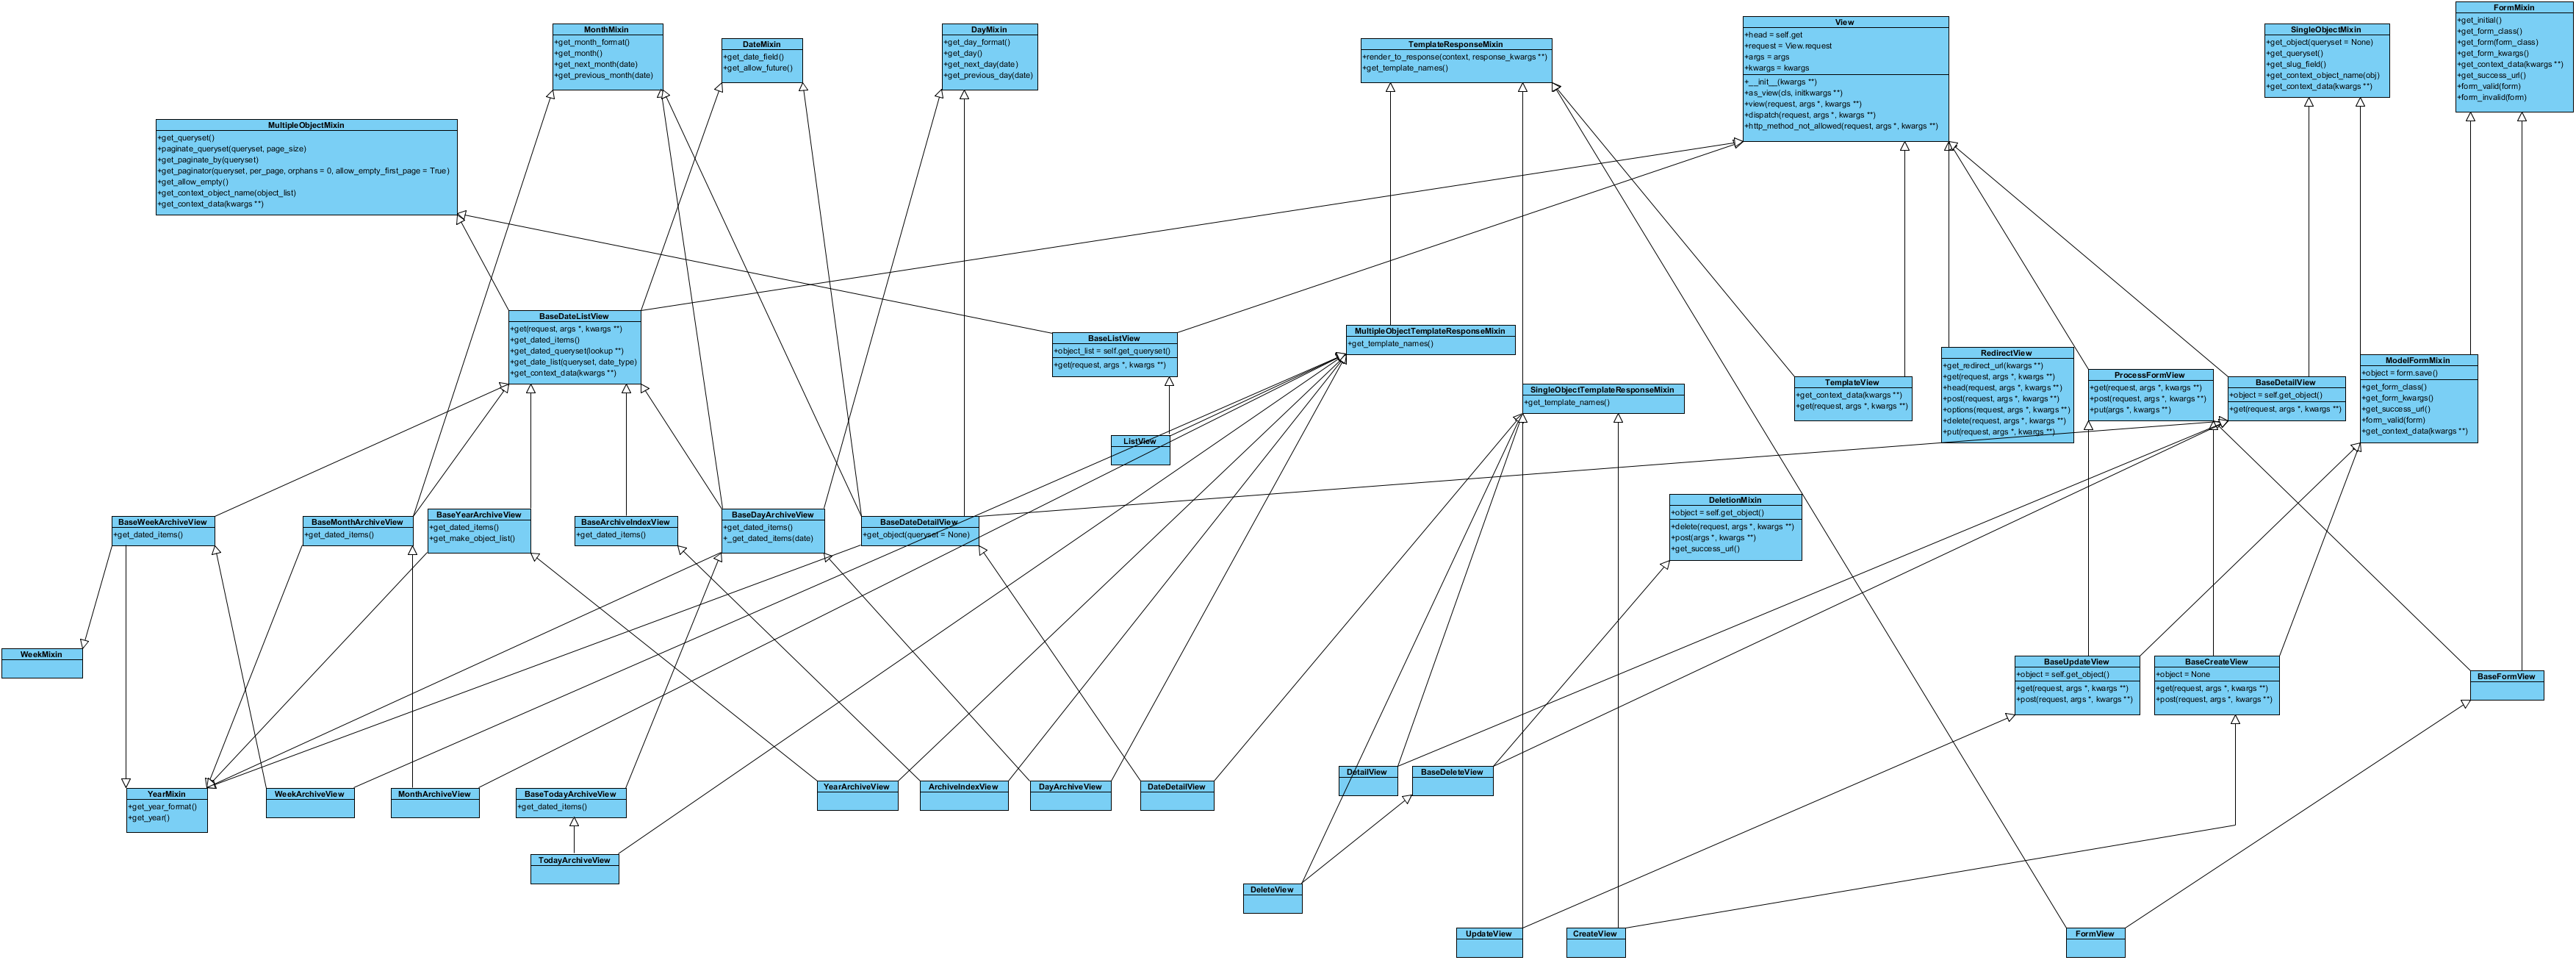 MonthMixin
+get_month_format()
+get_month()
+get_next_month(date)
+get_previous_month(date)
DateMixin
+get_date_field()
+get_allow_future()
DayMixin
+get_day_format()
+get_day()
+get_next_day(date)
+get_previous_day(date)
TemplateResponseMixin
+render_to_response(context, response_kwargs **)
+get_template_names()
View
+head = self.get
+request = View.request
+args = args
+kwargs = kwargs
+__init__(kwargs **)
+as_view(cls, initkwargs **)
+view(request, args *, kwargs **)
+dispatch(request, args *, kwargs **)
+http_method_not_allowed(request, args *, kwargs **)
SingleObjectMixin
+get_object(queryset = None)
+get_queryset()
+get_slug_field()
+get_context_object_name(obj)
+get_context_data(kwargs **)
FormMixin
+get_initial()
+get_form_class()
+get_form(form_class)
+get_form_kwargs()
+get_context_data(kwargs **)
+get_success_url()
+form_valid(form)
+form_invalid(form)
MultipleObjectMixin
+get_queryset()
+paginate_queryset(queryset, page_size)
+get_paginate_by(queryset)
+get_paginator(queryset, per_page, orphans = 0, allow_empty_first_page = True)
+get_allow_empty()
+get_context_object_name(object_list)
+get_context_data(kwargs **)
BaseDateListView
+get(request, args *, kwargs **)
+get_dated_items()
+get_dated_queryset(lookup **)
+get_date_list(queryset, date_type)
+get_context_data(kwargs **)
BaseListView
+object_list = self.get_queryset()
+get(request, args *, kwargs **)
MultipleObjectTemplateResponseMixin
+get_template_names()
SingleObjectTemplateResponseMixin
+get_template_names()
TemplateView
+get_context_data(kwargs **)
+get(request, args *, kwargs **)
RedirectView
+get_redirect_url(kwargs **)
+get(request, args *, kwargs **)
+head(request, args *, kwargs **)
+post(request, args *, kwargs **)
+options(request, args *, kwargs **)
+delete(request, args *, kwargs **)
+put(request, args *, kwargs **)
ProcessFormView
+get(request, args *, kwargs **)
+post(request, args *, kwargs **)
+put(args *, kwargs **)
BaseDetailView
+object = self.get_object()
+get(request, args *, kwargs **)
ModelFormMixin
+object = form.save()
+get_form_class()
+get_form_kwargs()
+get_success_url()
+form_valid(form)
+get_context_data(kwargs **)
ListView
BaseWeekArchiveView
+get_dated_items()
BaseMonthArchiveView
+get_dated_items()
BaseYearArchiveView
+get_dated_items()
+get_make_object_list()
BaseArchiveIndexView
+get_dated_items()
BaseDayArchiveView
+get_dated_items()
+_get_dated_items(date)
BaseDateDetailView
+get_object(queryset = None)
DeletionMixin
+object = self.get_object()
+delete(request, args *, kwargs **)
+post(args *, kwargs **)
+get_success_url()
WeekMixin
BaseUpdateView
+object = self.get_object()
+get(request, args *, kwargs **)
+post(request, args *, kwargs **)
BaseCreateView
+object = None
+get(request, args *, kwargs **)
+post(request, args *, kwargs **)
BaseFormView
YearMixin
+get_year_format()
+get_year()
WeekArchiveView
MonthArchiveView
BaseTodayArchiveView
+get_dated_items()
YearArchiveView
ArchiveIndexView
DayArchiveView
DateDetailView
DetailView
BaseDeleteView
TodayArchiveView
DeleteView
UpdateView
CreateView
FormView